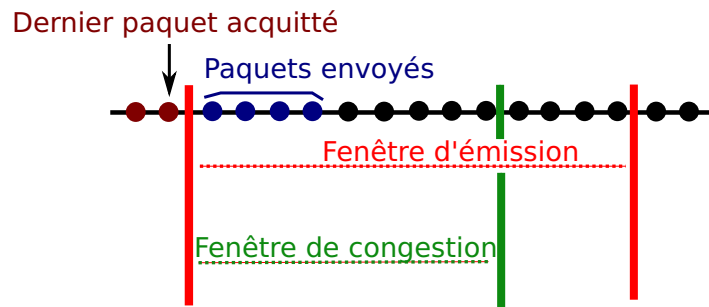 Dernier paquet acquitté
Paquets envoyés
Fenêtre d'émission
Fenêtre de congestion